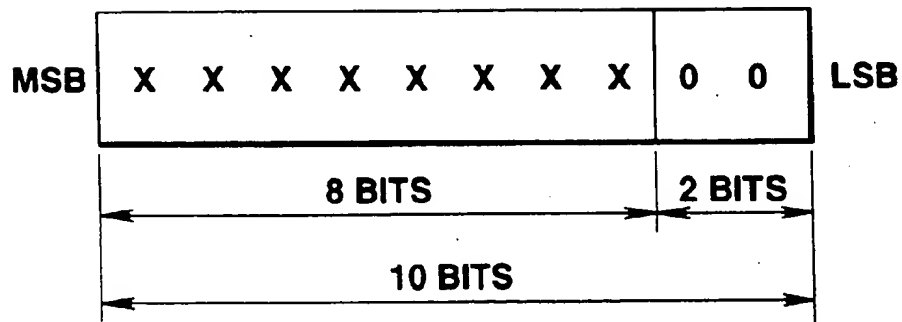 MSB X X X X X X X X 0 0 LSB
8 BITS 2 BITS
10 BITS